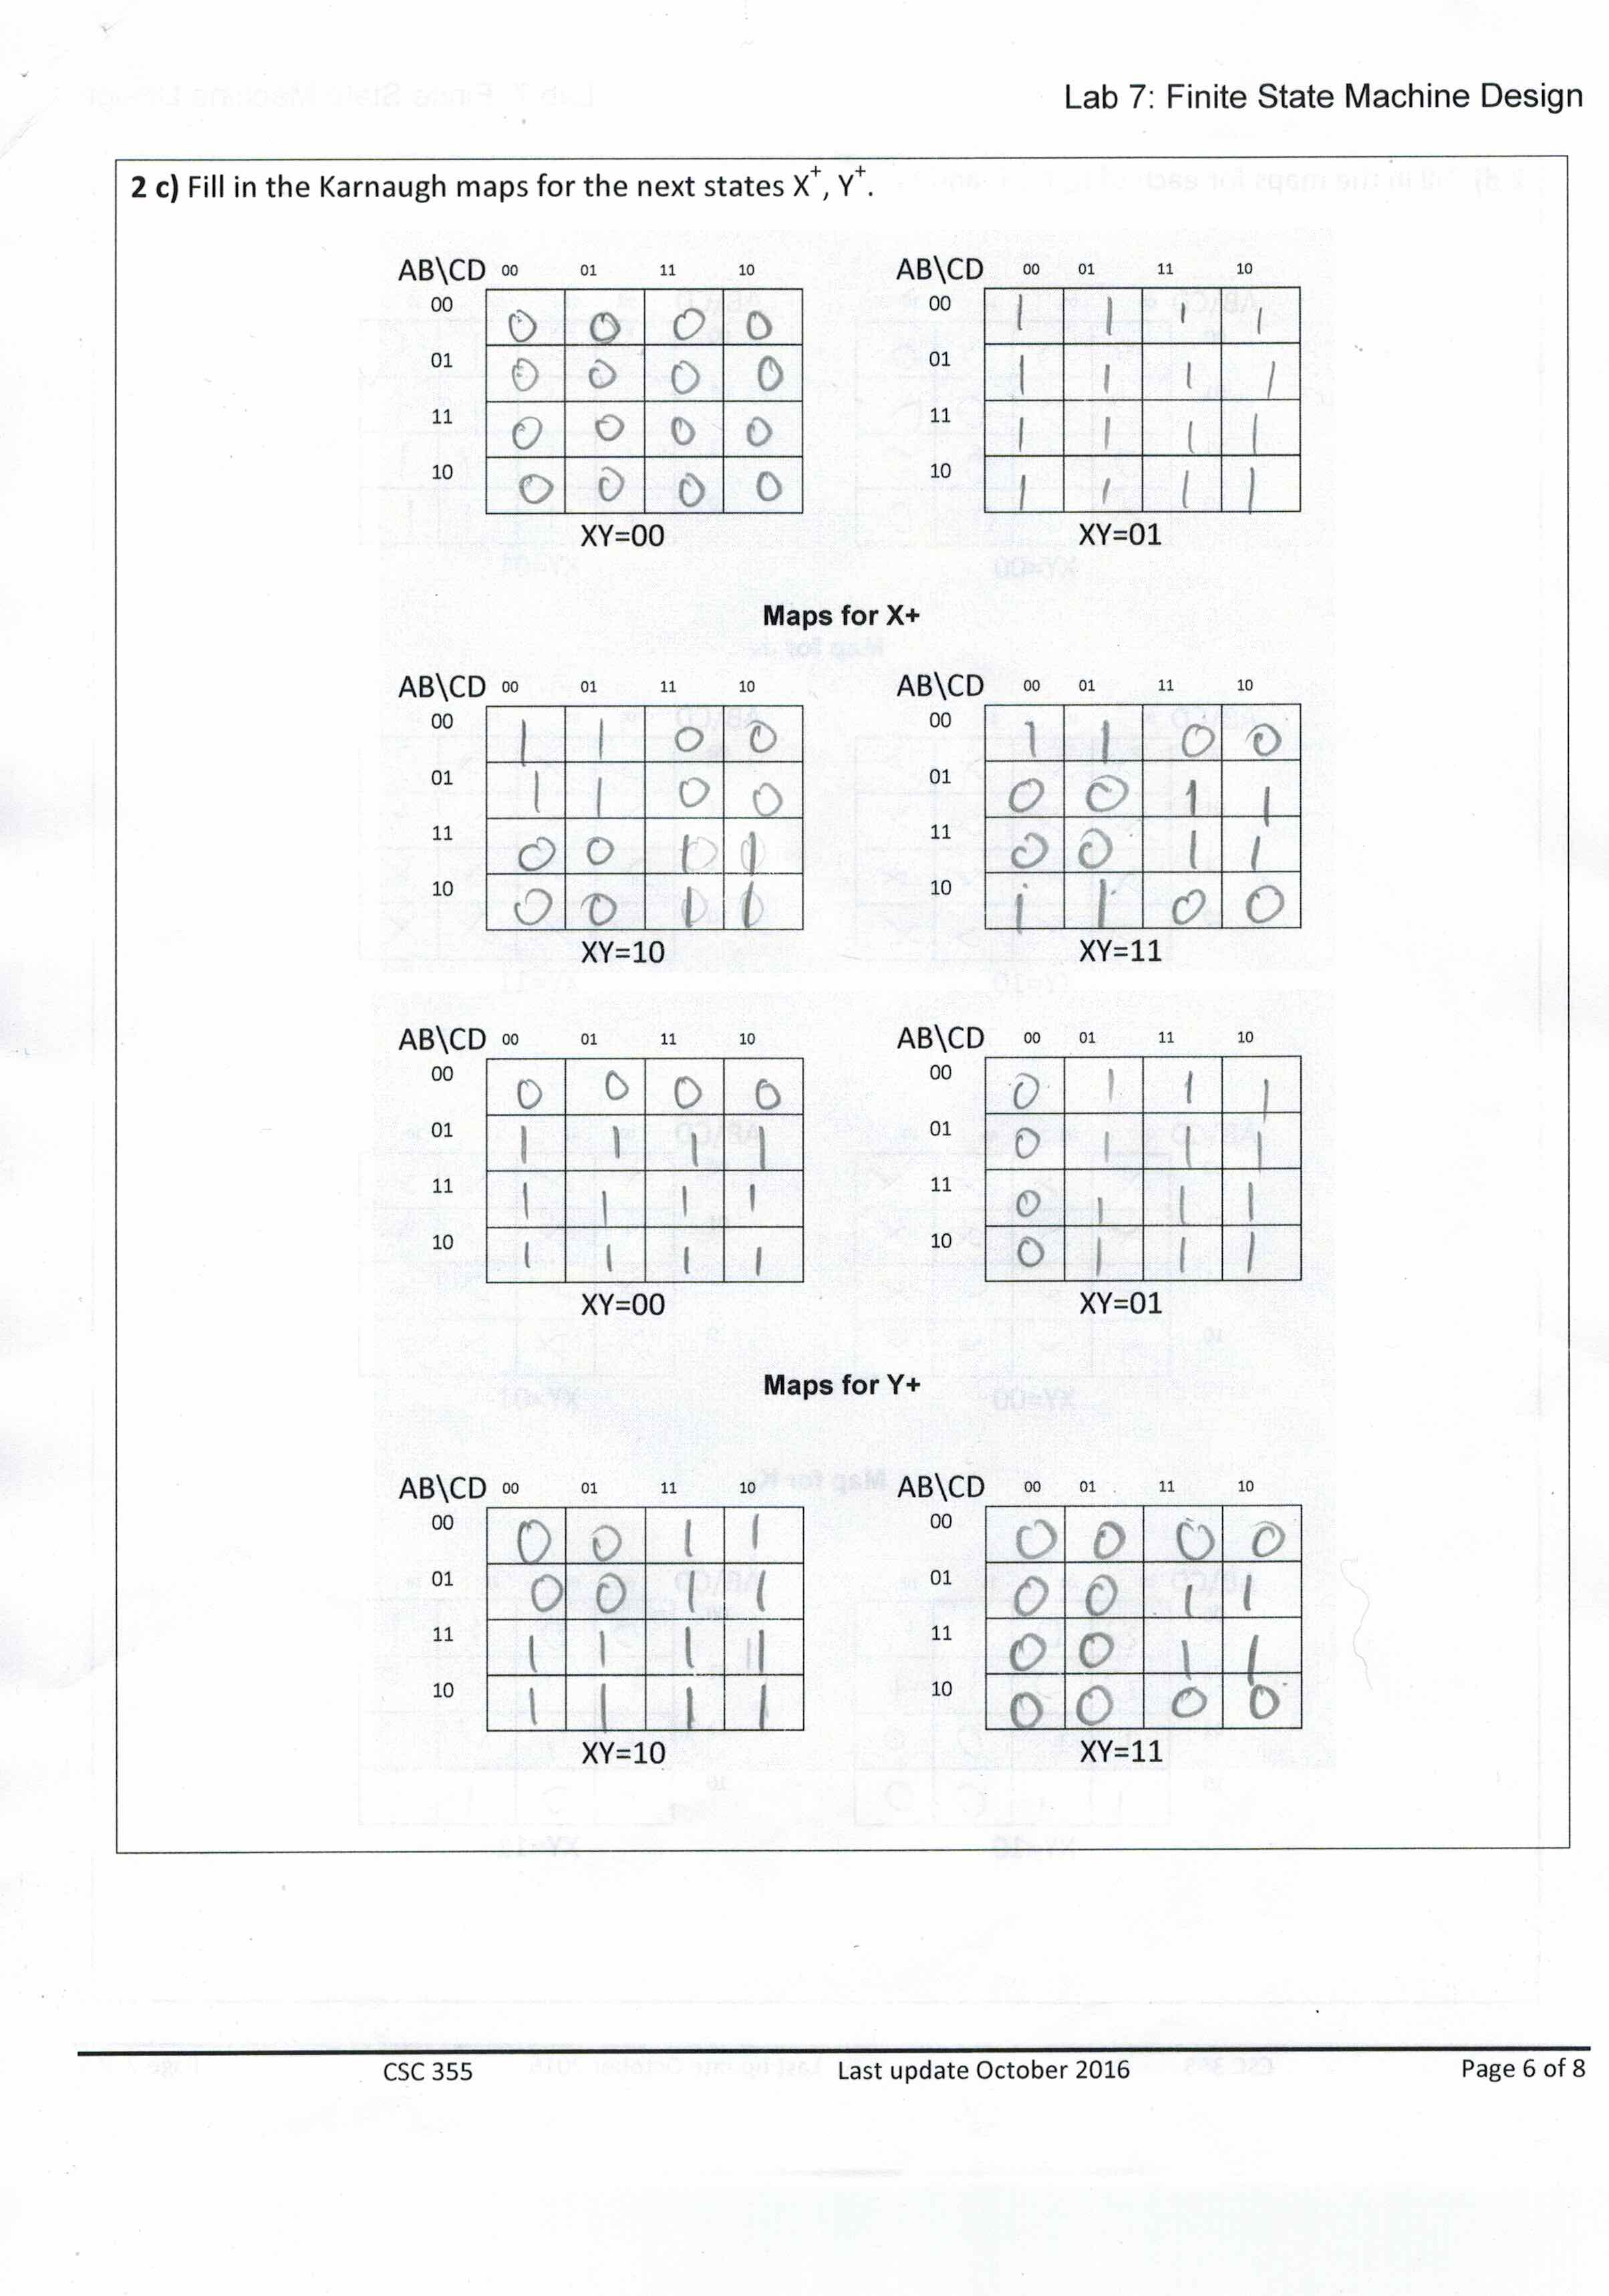 Lab 7: Finite State Machine Design
2 c) Fill in the Karnaugh maps for the next states X⁺, Y⁺.
AB\CD 00 01 11 10
00 0 0 0 0
01 0 0 0 0
11 0 0 0 0
10 0 0 0 0
XY=00
AB\CD 00 01 11 10
00 1 1 1 1
01 1 1 1 1
11 1 1 1 1
10 1 1 1 1
XY=01
Maps for X+
AB\CD 00 01 11 10
00 1 1 0 0
01 1 1 0 0
11 0 0 1 1
10 0 0 1 1
XY=10
AB\CD 00 01 11 10
00 1 1 0 0
01 0 0 1 1
11 0 0 1 1
10 1 1 0 0
XY=11
AB\CD 00 01 11 10
00 0 0 0 0
01 1 1 1 1
11 1 1 1 1
10 1 1 1 1
XY=00
AB\CD 00 01 11 10
00 0 1 1 1
01 0 1 1 1
11 0 1 1 1
10 0 1 1 1
XY=01
Maps for Y+
AB\CD 00 01 11 10
00 0 0 1 1
01 0 0 1 1
11 1 1 1 1
10 1 1 1 1
XY=10
AB\CD 00 01 11 10
00 0 0 0 0
01 0 0 1 1
11 0 0 1 1
10 0 0 0 0
XY=11
CSC 355 Last update October 2016 Page 6 of 8